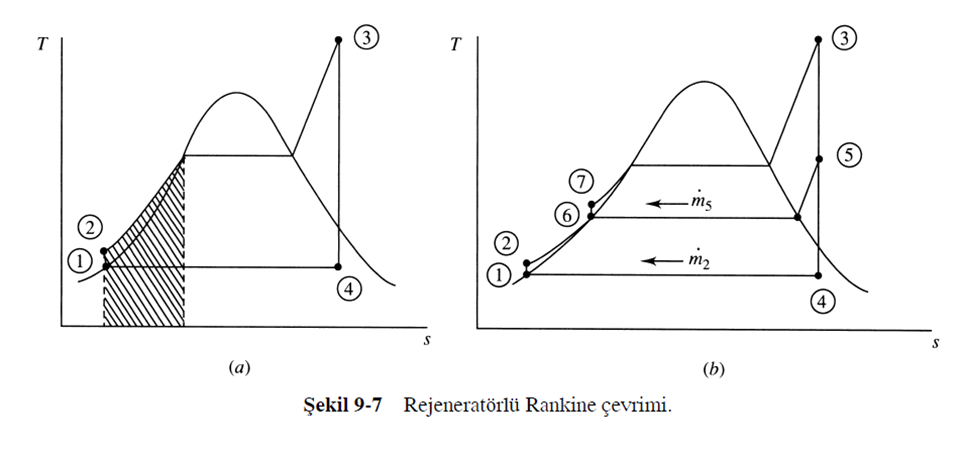 T
3
2
1
4
s
(a)
T
3
5
7
ṁ5
6
2
ṁ2
1
4
s
(b)
Şekil 9-7 Rejeneratörlü Rankine çevrimi.